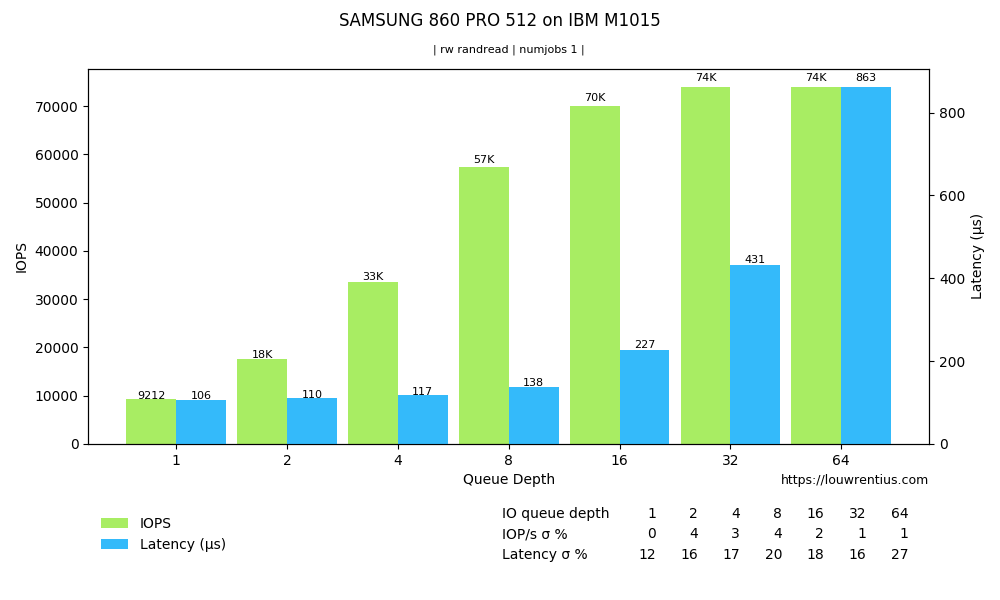 SAMSUNG 860 PRO 512 on IBM M1015
| rw randread | numjobs 1 |
74K 74K 863
70K
57K
431
33K
227
18K
138
9212 106 110 117
IOPS
70000
60000
50000
40000
30000
20000
10000
0
Latency (µs)
800
600
400
200
0
1 2 4 8 16 32 64
Queue Depth
https://louwrentius.com
IOPS
Latency (µs)
IO queue depth 1 2 4 8 16 32 64
IOP/s σ % 0 4 3 4 2 1 1
Latency σ % 12 16 17 20 18 16 27